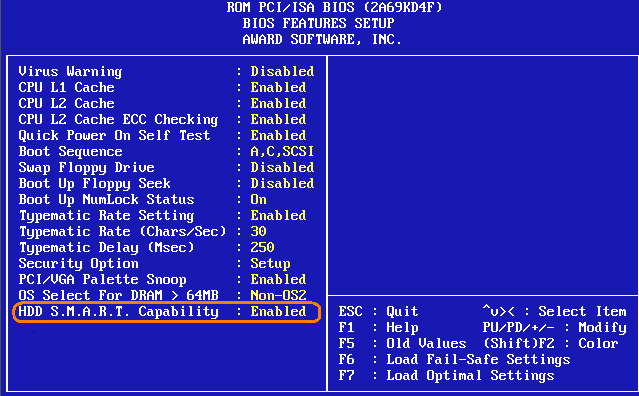 ROM PCI/ISA BIOS (2A69KD4F)
BIOS FEATURES SETUP
AWARD SOFTWARE, INC.
Virus Warning : Disabled
CPU L1 Cache : Enabled
CPU L2 Cache : Enabled
CPU L2 Cache ECC Checking : Enabled
Quick Power On Self Test : Enabled
Boot Sequence : A,C,SCSI
Swap Floppy Drive : Disabled
Boot Up Floppy Seek : Disabled
Boot Up NumLock Status : On
Typematic Rate Setting : Enabled
Typematic Rate (Chars/Sec) : 30
Typematic Delay (Msec) : 250
Security Option : Setup
PCI/VGA Palette Snoop : Enabled
OS Select For DRAM > 64MB : Non-OS2
HDD S.M.A.R.T. Capability : Enabled
ESC : Quit ^v>< : Select Item
F1 : Help PU/PD/+/- : Modify
F5 : Old Values (Shift)F2 : Color
F6 : Load Fail-Safe Settings
F7 : Load Optimal Settings